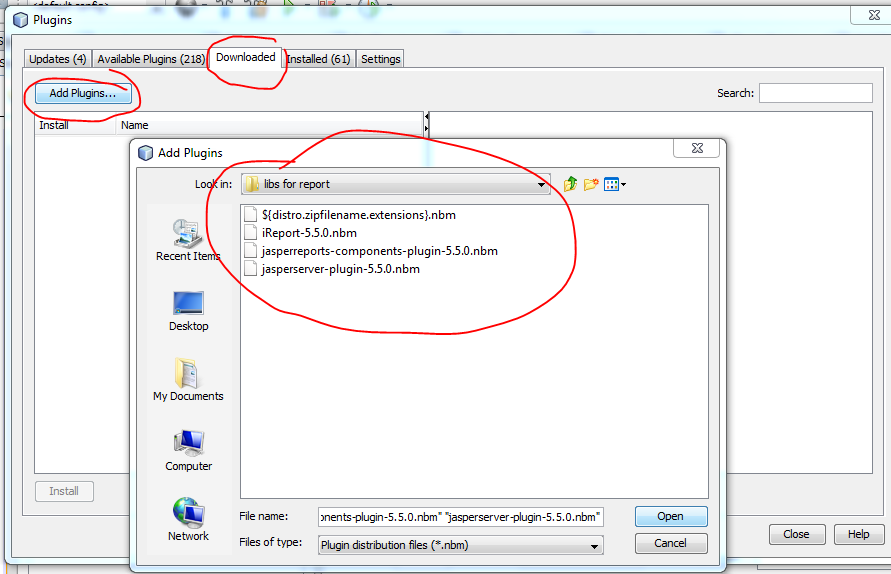 <default config>
Plugins
Updates (4) Available Plugins (218) Downloaded Installed (61) Settings
Add Plugins... Search:
Install Name
Add Plugins
Look in: libs for report
${distro.zipfilename.extensions}.nbm
iReport-5.5.0.nbm
jasperreports-components-plugin-5.5.0.nbm
jasperserver-plugin-5.5.0.nbm
Recent Items
Desktop
My Documents
Computer
Network
Install
File name: onents-plugin-5.5.0.nbm" "jasperserver-plugin-5.5.0.nbm" Open
Files of type: Plugin distribution files (*.nbm) Cancel
Close Help